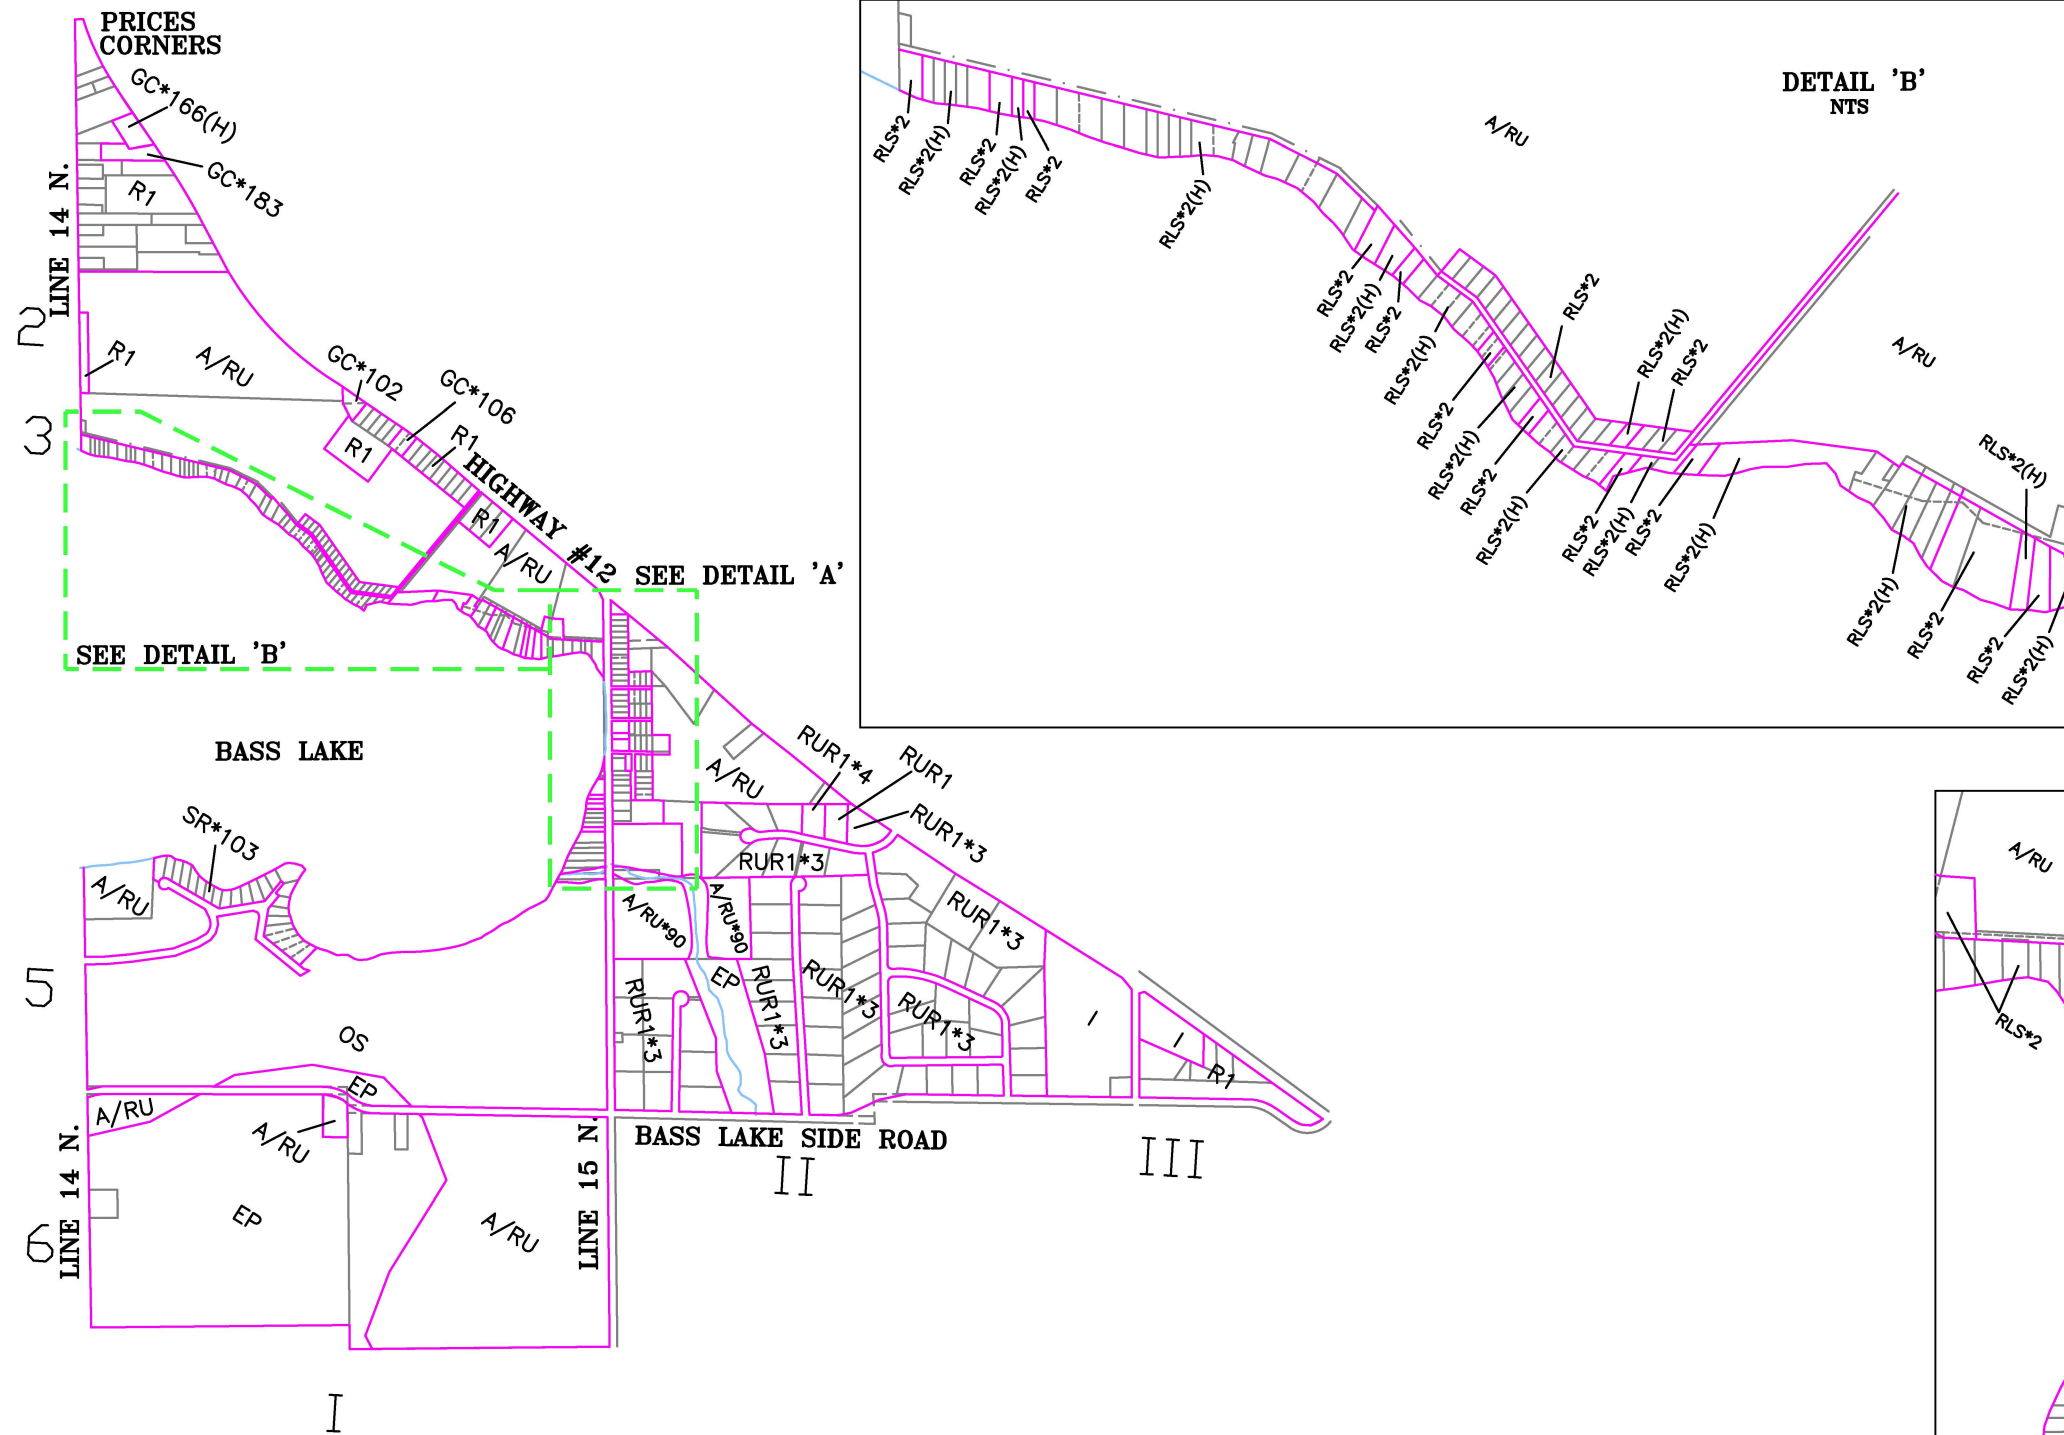 PRICES
CORNERS
GC*166(H)
GC*183
R1
LINE 14 N.
2
R1
A/RU
GC*102
GC*106
R1
R1
3
HIGHWAY #12
R1
A/RU
SEE DETAIL 'A'
SEE DETAIL 'B'
BASS LAKE
A/RU
RUR1*4
RUR1
RUR1*3
RUR1*3
SR*103
A/RU
A/RU*90
A/RU*90
RUR1*3
EP
RUR1*3
RUR1*3
RUR1*3
RUR1*3
5
OS
I
I
R1
EP
A/RU
A/RU
BASS LAKE SIDE ROAD
II
III
LINE 14 N.
LINE 15 N.
EP
A/RU
6
I
DETAIL 'B'
NTS
A/RU
RLS*2
RLS*2(H)
RLS*2
RLS*2(H)
RLS*2
RLS*2(H)
RLS*2
RLS*2(H)
RLS*2
RLS*2(H)
RLS*2
RLS*2(H)
RLS*2
RLS*2(H)
RLS*2
RLS*2(H)
RLS*2
RLS*2
RLS*2(H)
RLS*2
RLS*2(H)
A/RU
RLS*2(H)
RLS*2(H)
RLS*2
RLS*2
RLS*2(H)
A/RU
RLS*2